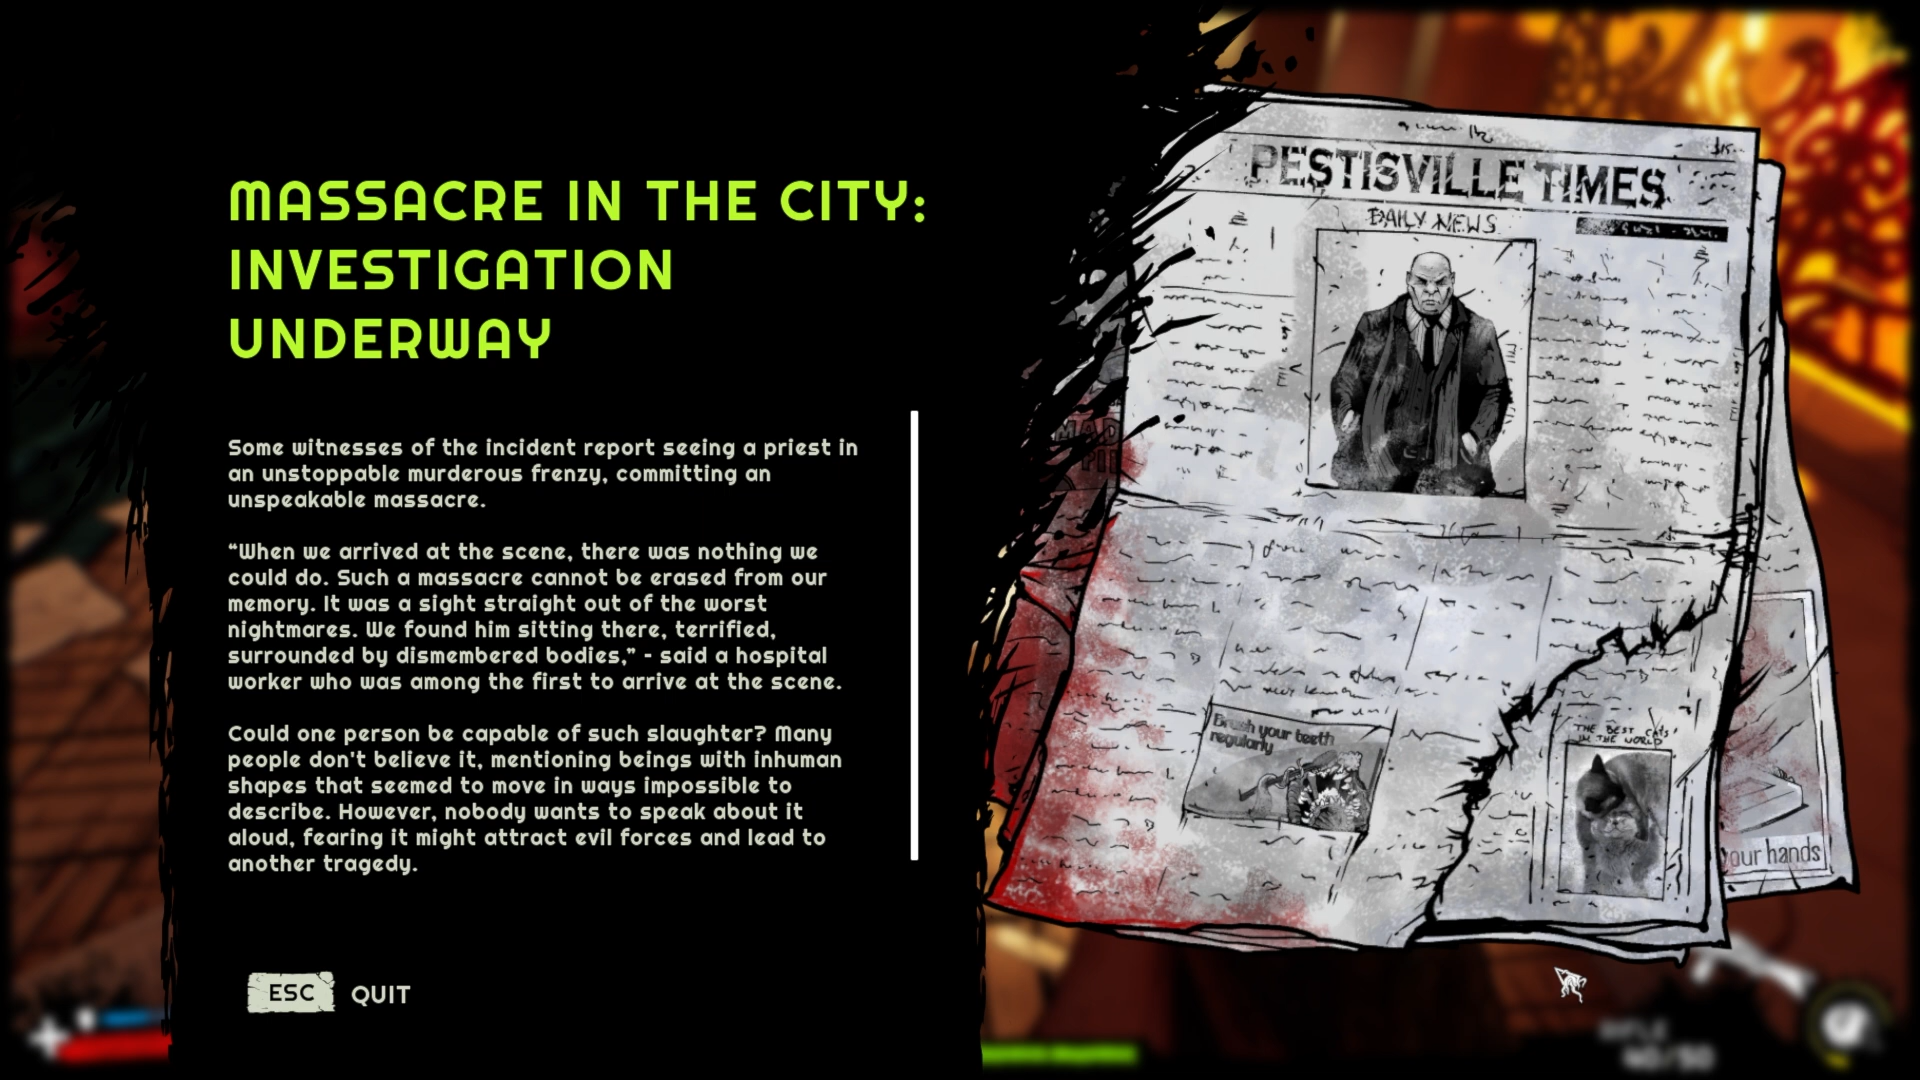 MASSACRE IN THE CITY:
INVESTIGATION
UNDERWAY
Some witnesses of the incident report seeing a priest in
an unstoppable murderous frenzy, committing an
unspeakable massacre.
“When we arrived at the scene, there was nothing we
could do. Such a massacre cannot be erased from our
memory. It was a sight straight out of the worst
nightmares. We found him sitting there, terrified,
surrounded by dismembered bodies,” - said a hospital
worker who was among the first to arrive at the scene.
Could one person be capable of such slaughter? Many
people don't believe it, mentioning beings with inhuman
shapes that seemed to move in ways impossible to
describe. However, nobody wants to speak about it
aloud, fearing it might attract evil forces and lead to
another tragedy.
ESC QUIT
PESTISVILLE TIMES
DAILY NEWS
Brush your teeth
regularly
THE BEST CATS
IN THE WORLD
your hands
RIFLE
40/50